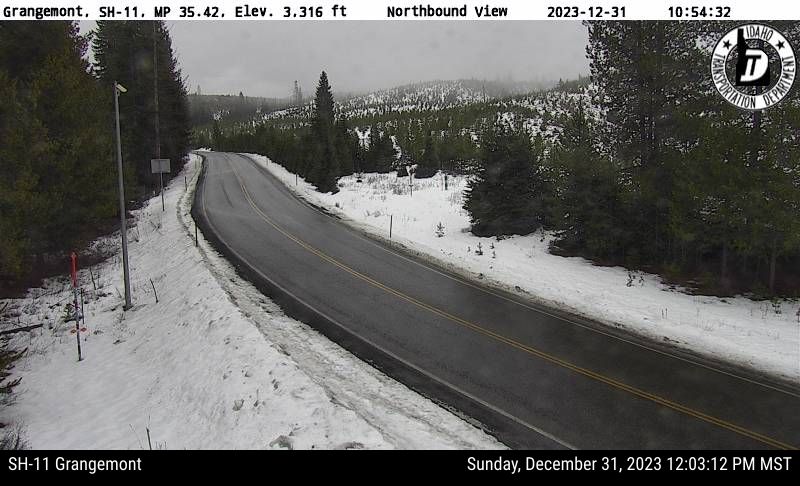 Grangemont, SH-11, MP 35.42, Elev. 3,316 ft Northbound View 2023-12-31 10:54:32
IDAHO
TRANSPORTATION DEPARTMENT
SH-11 Grangemont Sunday, December 31, 2023 12:03:12 PM MST